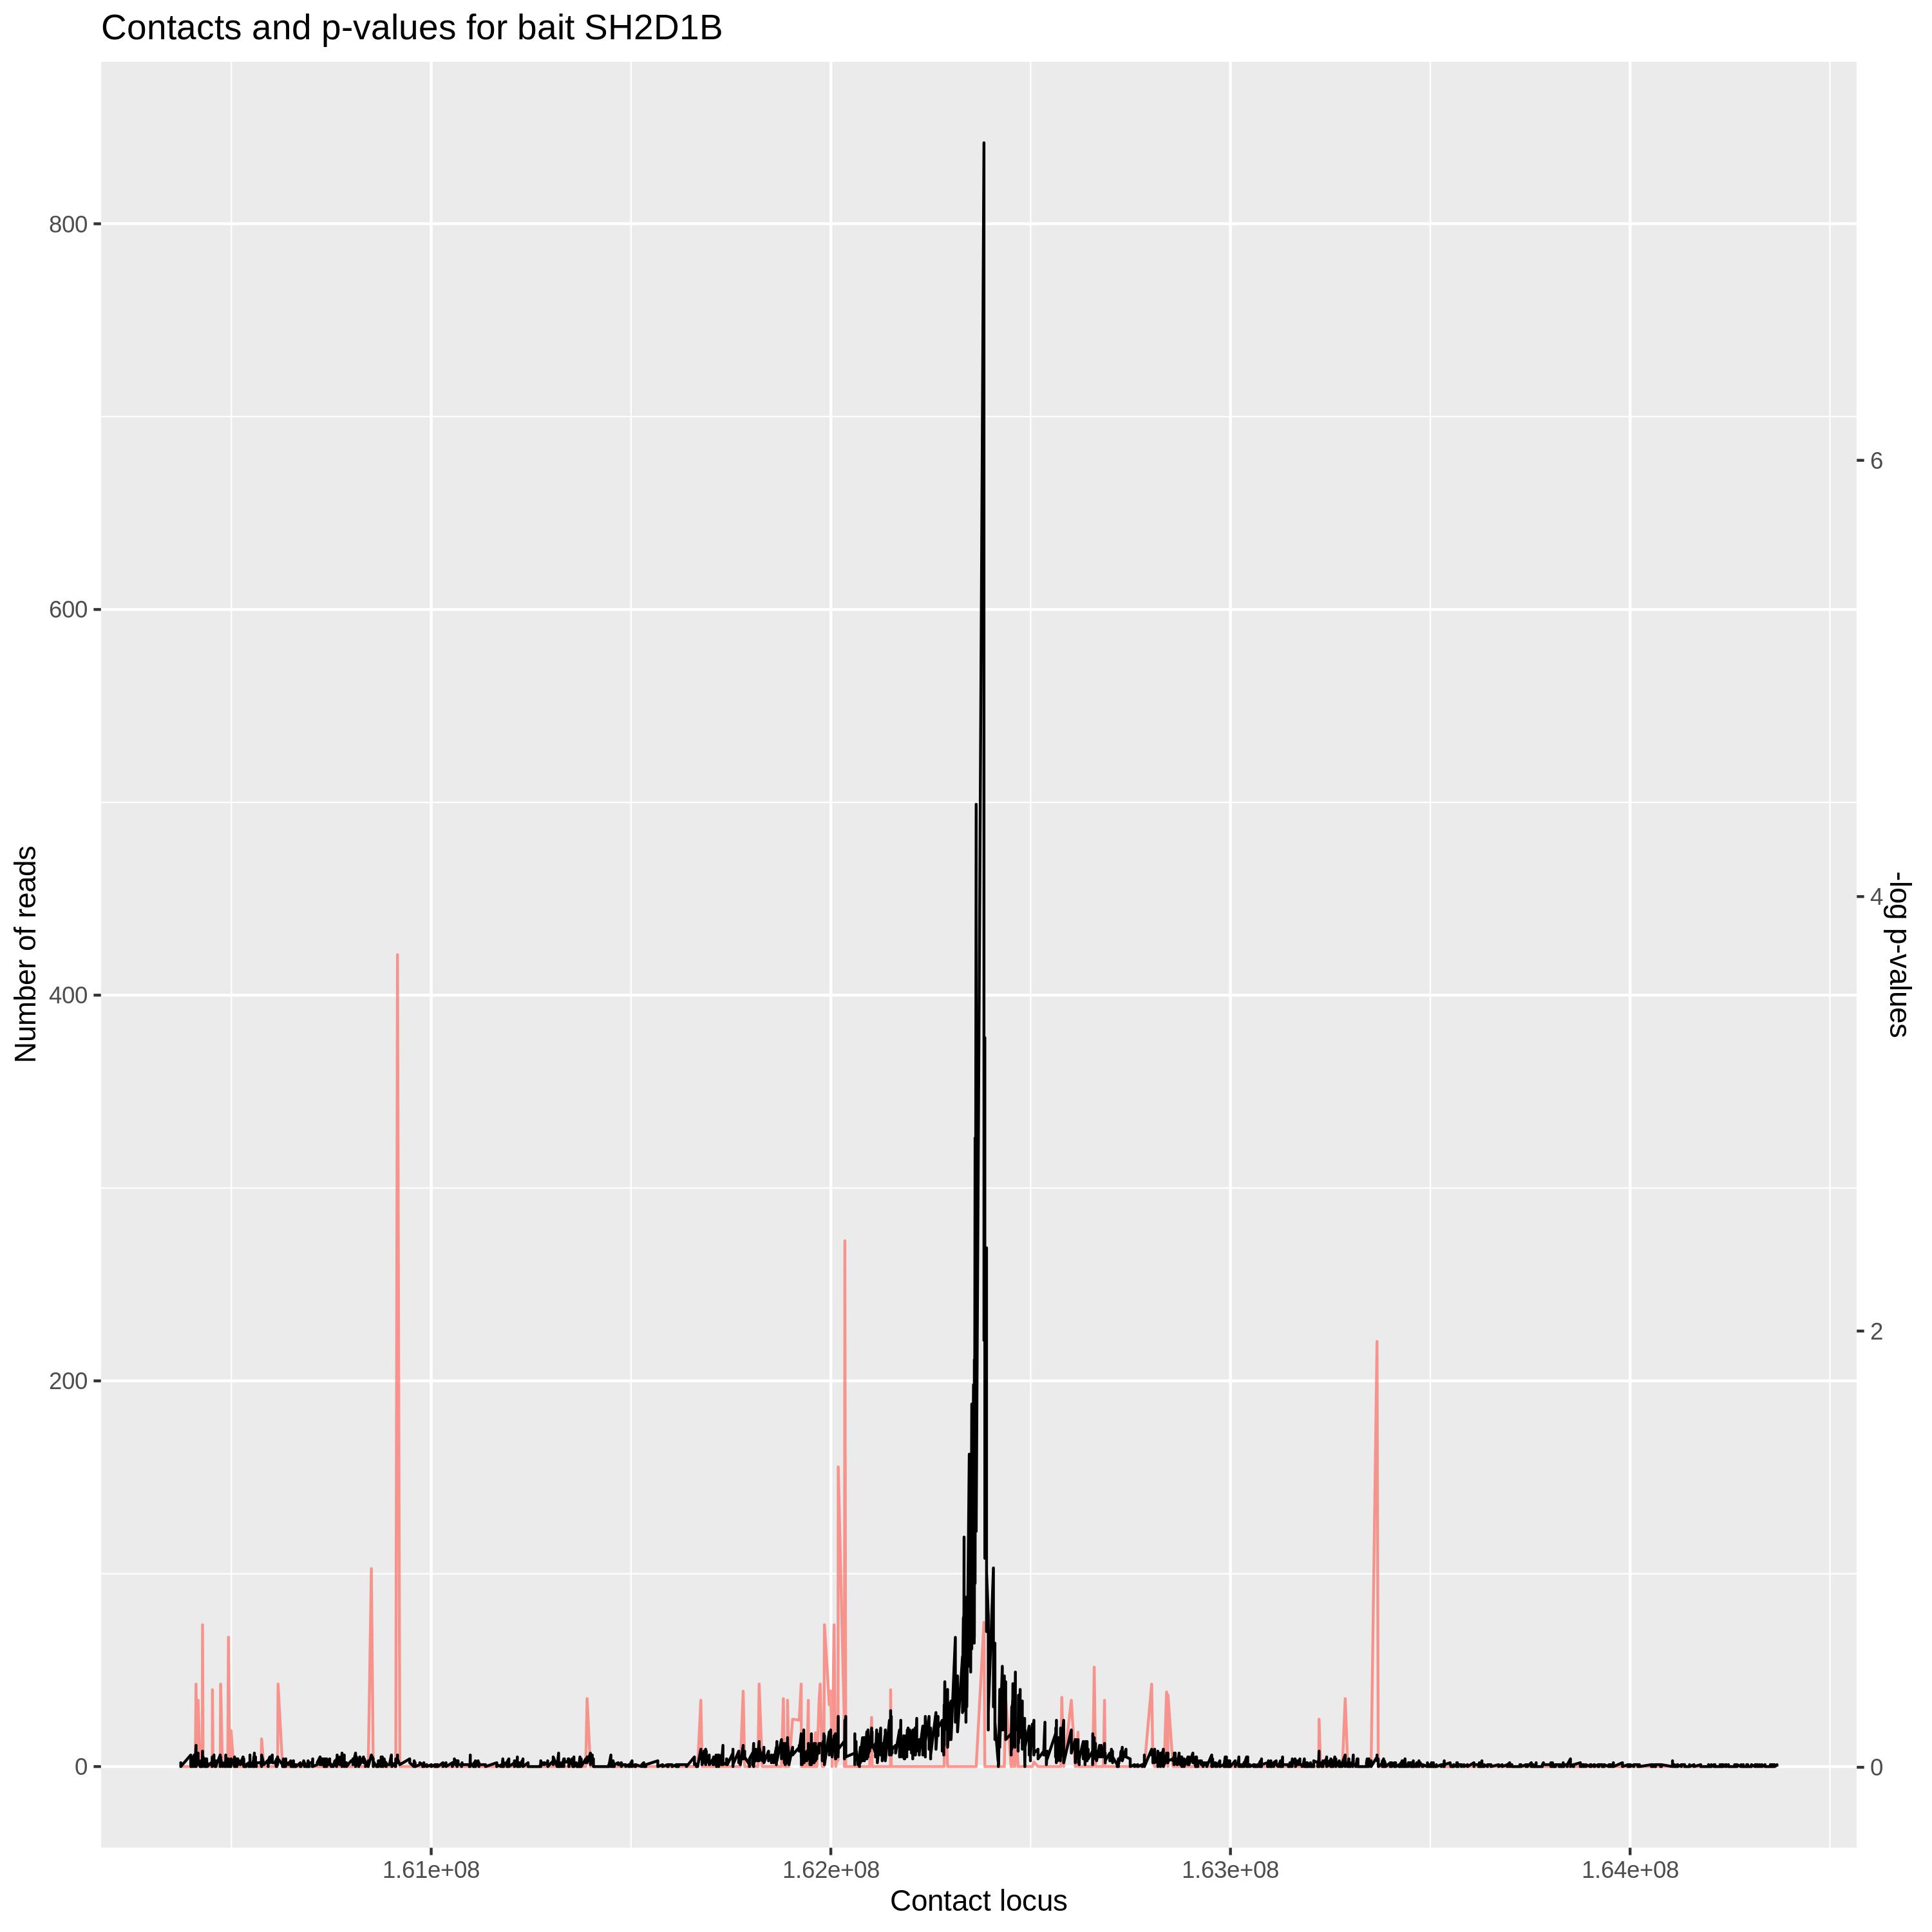 Contacts and p-values for bait SH2D1B
800
600
400
200
0
Number of reads
6
4
2
0
-log p-values
1.61e+08
1.62e+08
1.63e+08
1.64e+08
Contact locus